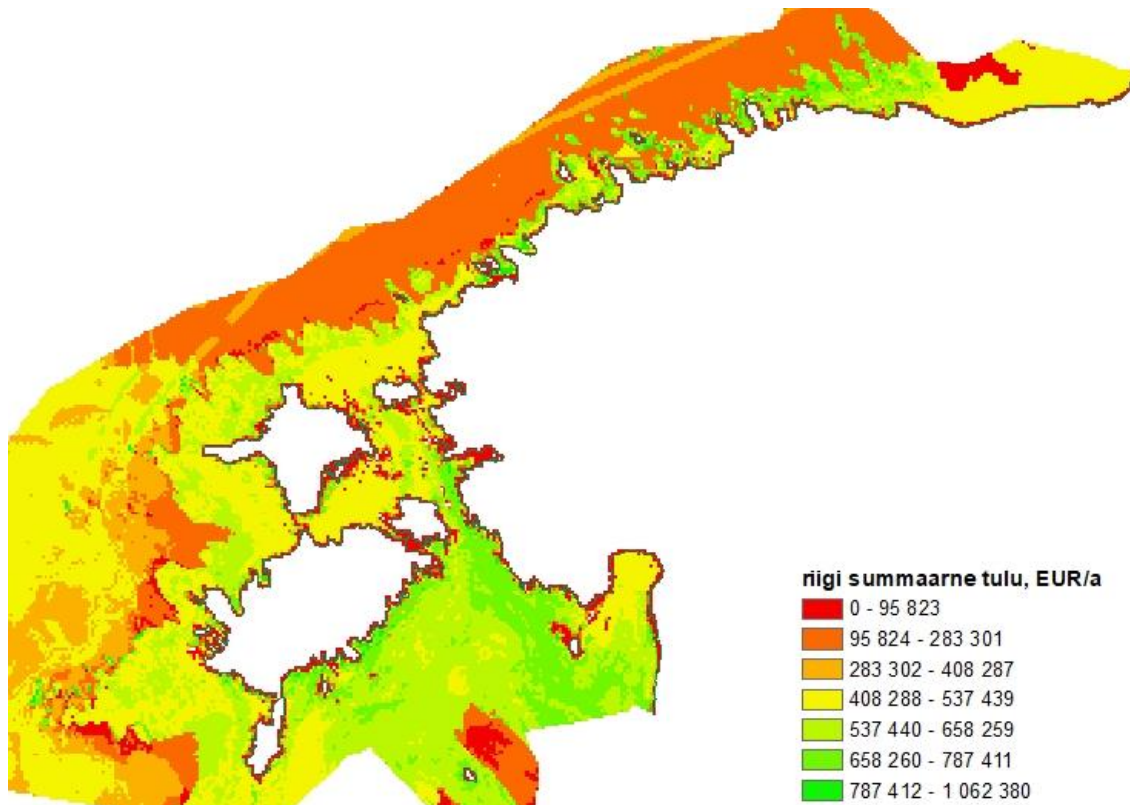 riigi summaarne tulu, EUR/a
0 - 95 823
95 824 - 283 301
283 302 - 408 287
408 288 - 537 439
537 440 - 658 259
658 260 - 787 411
787 412 - 1 062 380